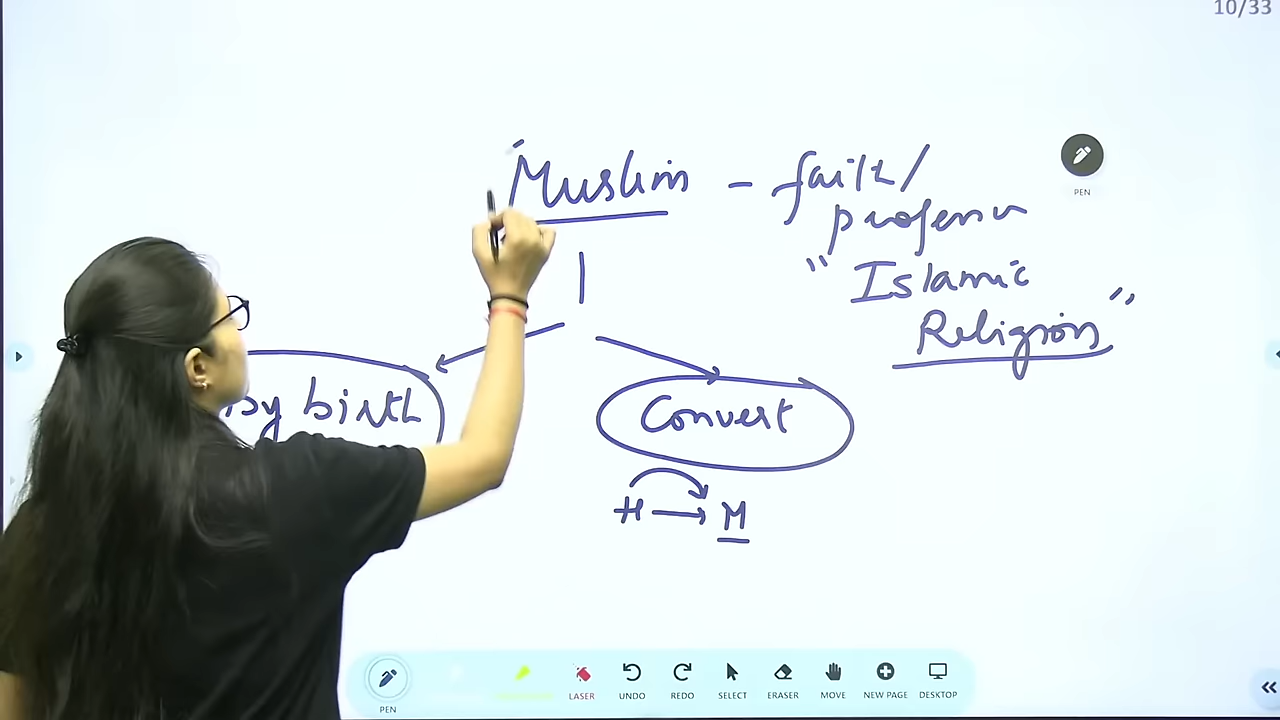 10/33
Muslim - faith/
profess
" Islamic
Religion"
PEN
By birth
Convert
H → M
PEN
LASER
UNDO
REDO
SELECT
ERASER
MOVE
NEW PAGE
DESKTOP